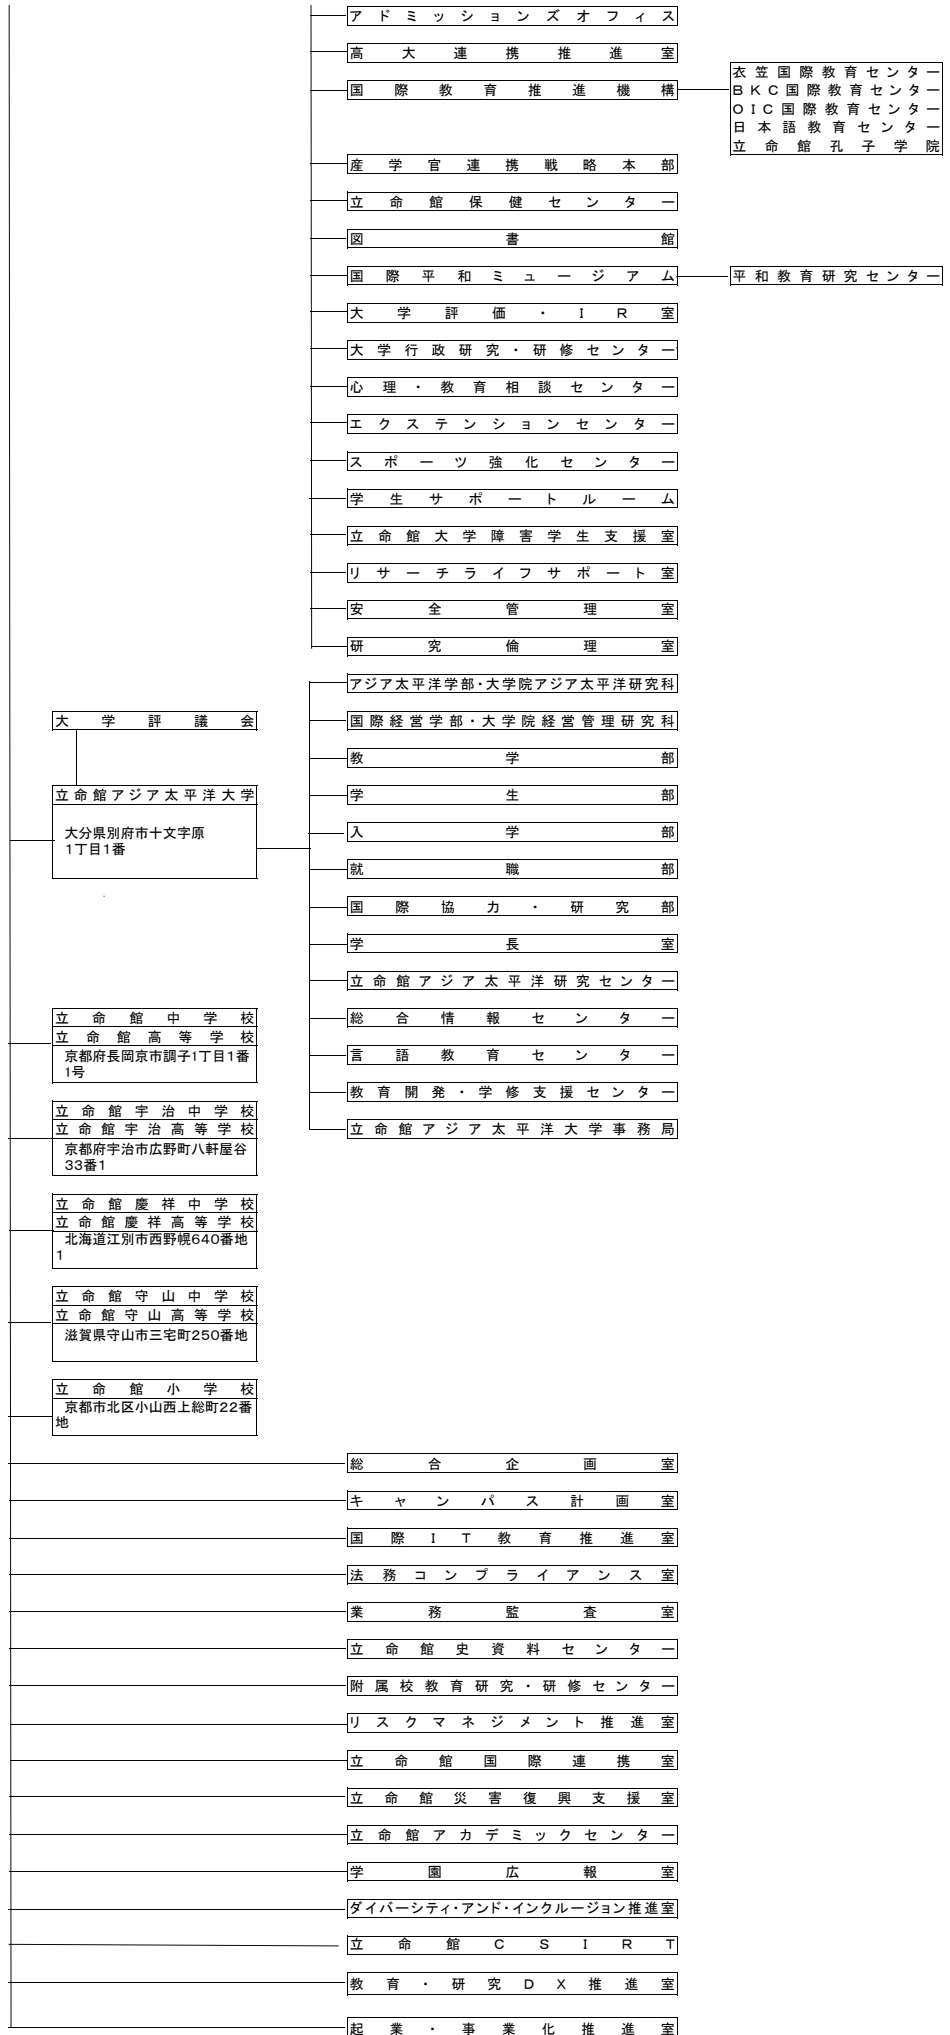 アドミッションズオフィス
高大連携推進室
国際教育推進機構
衣笠国際教育センター
BKC国際教育センター
OIC国際教育センター
日本語教育センター
立命館孔子学院
産学官連携戦略本部
立命館保健センター
図書館
国際平和ミュージアム
平和教育研究センター
大学評価・IR室
大学行政研究・研修センター
心理・教育相談センター
エクステンションセンター
スポーツ強化センター
学生サポートルーム
立命館大学障害学生支援室
リサーチライフサポート室
安全管理室
研究倫理室
大学評議会
立命館アジア太平洋大学
大分県別府市十文字原
1丁目1番
アジア太平洋学部・大学院アジア太平洋研究科
国際経営学部・大学院経営管理研究科
教学部
学生部
入学部
就職部
国際協力・研究部
学長室
立命館アジア太平洋研究センター
総合情報センター
言語教育センター
教育開発・学修支援センター
立命館アジア太平洋大学事務局
立命館中学校
立命館高等学校
京都府長岡京市調子1丁目1番
1号
立命館宇治中学校
立命館宇治高等学校
京都府宇治市広野町八軒屋谷
33番1
立命館慶祥中学校
立命館慶祥高等学校
北海道江別市西野幌640番地
1
立命館守山中学校
立命館守山高等学校
滋賀県守山市三宅町250番地
立命館小学校
京都市北区小山西上総町22番
地
総合企画室
キャンパス計画室
国際IT教育推進室
法務コンプライアンス室
業務監査室
立命館史資料センター
附属校教育研究・研修センター
リスクマネジメント推進室
立命館国際連携室
立命館災害復興支援室
立命館アカデミックセンター
学園広報室
ダイバーシティ・アンド・インクルージョン推進室
立命館CSIRT
教育・研究DX推進室
起業・事業化推進室